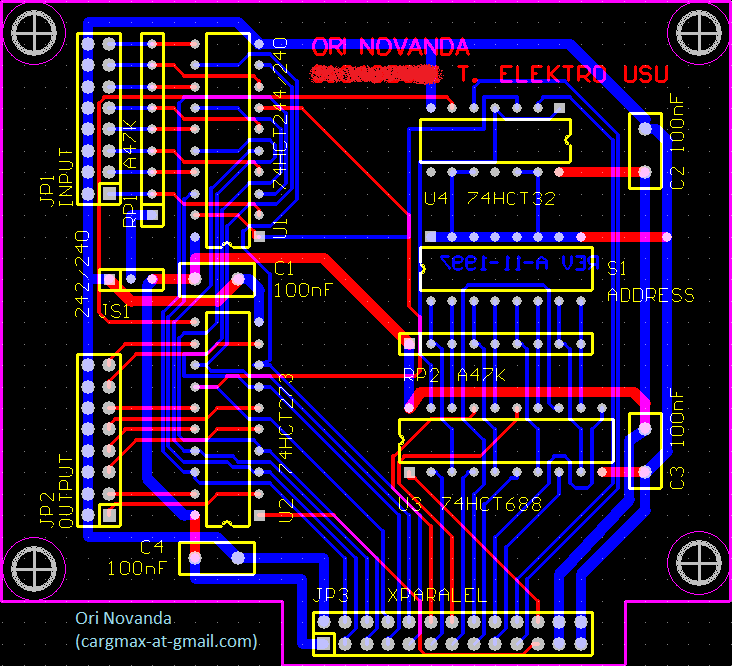 ORI NOVANDA
T. ELEKTRO USU
JP1
INPUT
A47K
RP1
74HCT244 / 240
U1
100nF
C2
U4 74HCT32
REV A-11-1997
S1
ADDRESS
242/240
JS1
C1
100nF
RP2 A47K
74HCT273
U2
100nF
C3
U3 74HCT688
JP2
OUTPUT
C4
100nF
JP3 XPARALEL
Ori Novanda
(cargmax-at-gmail.com)